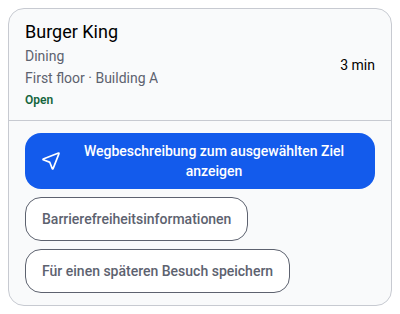 Burger King
Dining
3 min
First floor · Building A
Open
Wegbeschreibung zum ausgewählten Ziel
anzeigen
Barrierefreiheitsinformationen
Für einen späteren Besuch speichern